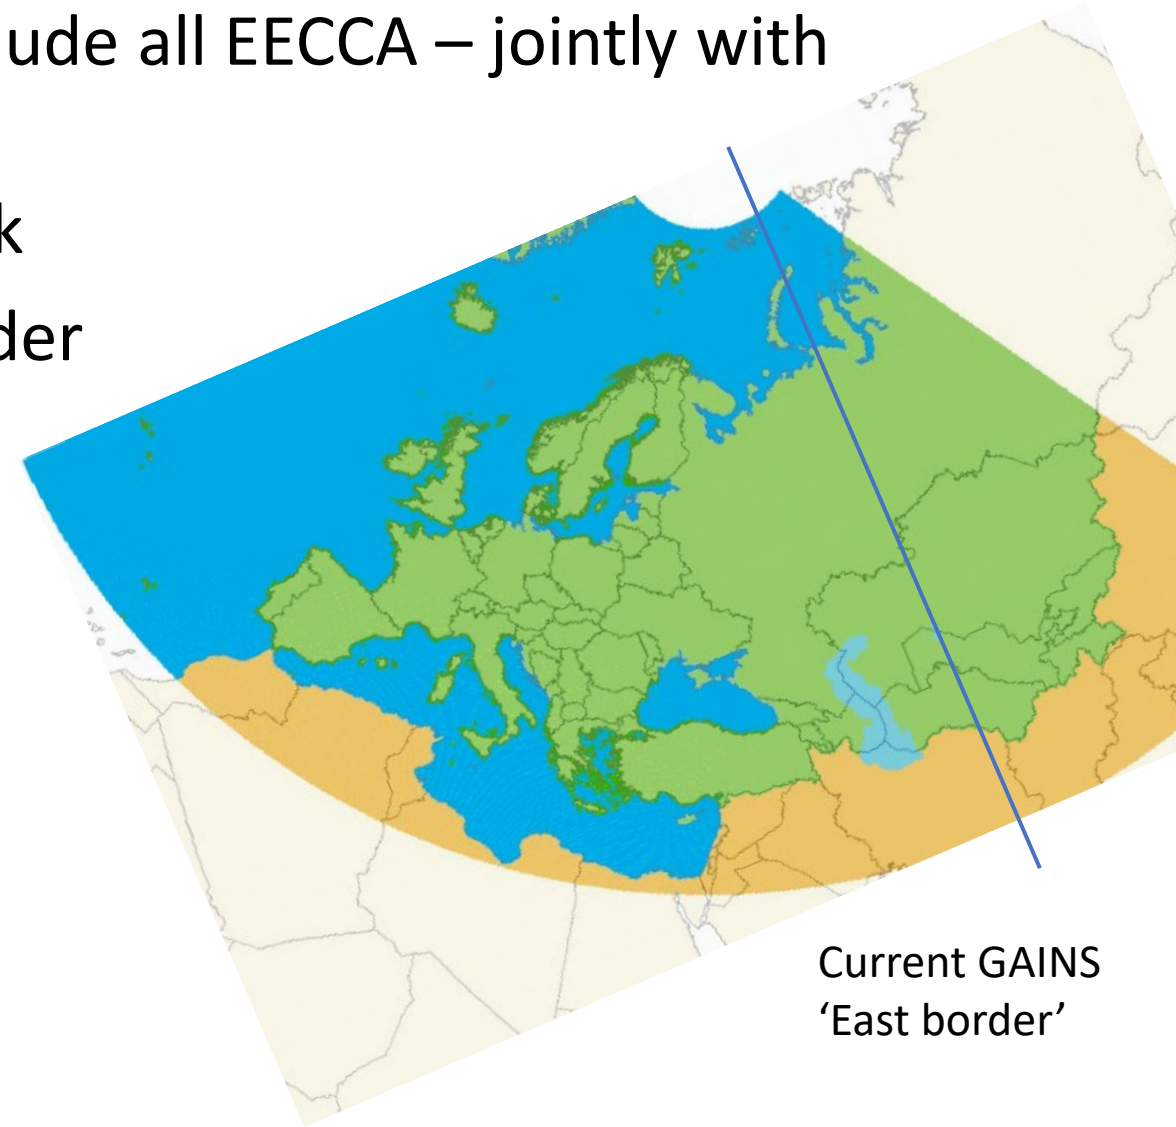 ude all EECCA – jointly with
k
der
Current GAINS
‘East border’